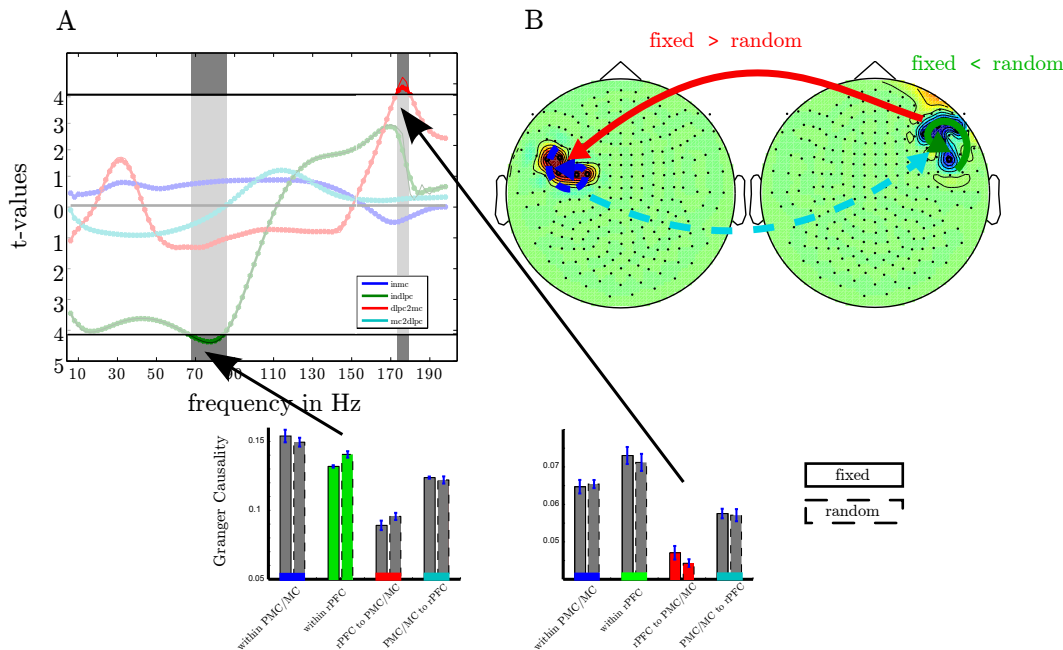 A
B
fixed > random
fixed < random
t-values
4
3
2
1
0
1
2
3
4
5
10 30 50 70 90 110 130 150 170 190
frequency in Hz
inmc
indlpc
dlpc2mc
mc2dlpc
Granger Causality
0.15
0.1
0.05
within PMC/MC
within rPFC
rPFC to PMC/MC
PMC/MC to rPFC
0.07
0.06
0.05
within PMC/MC
within rPFC
rPFC to PMC/MC
PMC/MC to rPFC
fixed
random